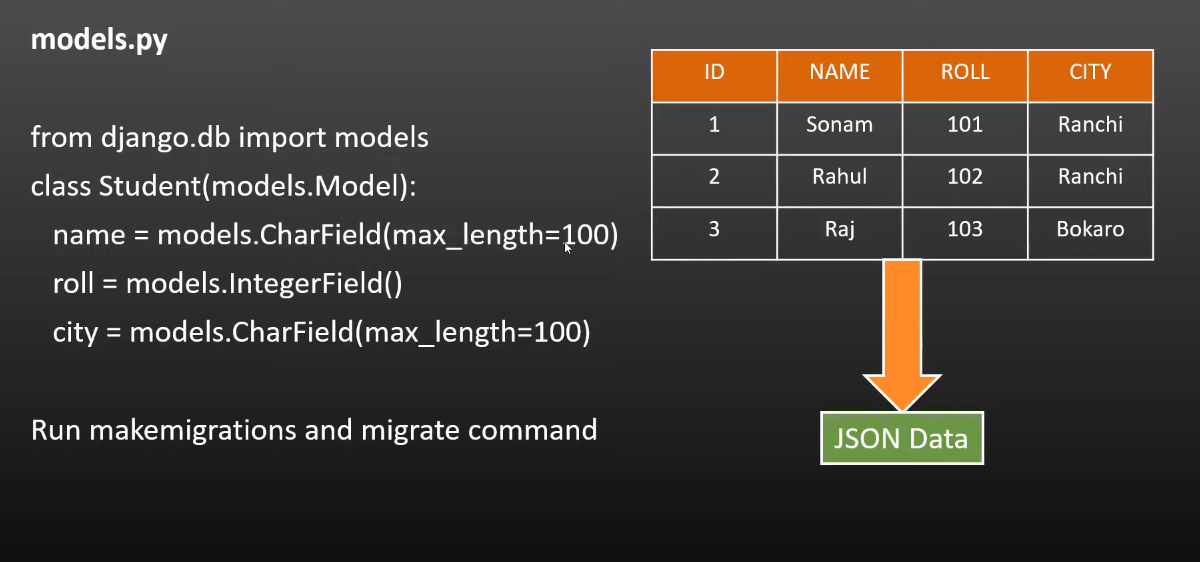 models.py
from django.db import models
class Student(models.Model):
name = models.CharField(max_length=100)
roll = models.IntegerField()
city = models.CharField(max_length=100)
Run makemigrations and migrate command
ID NAME ROLL CITY
1 Sonam 101 Ranchi
2 Rahul 102 Ranchi
3 Raj 103 Bokaro
JSON Data